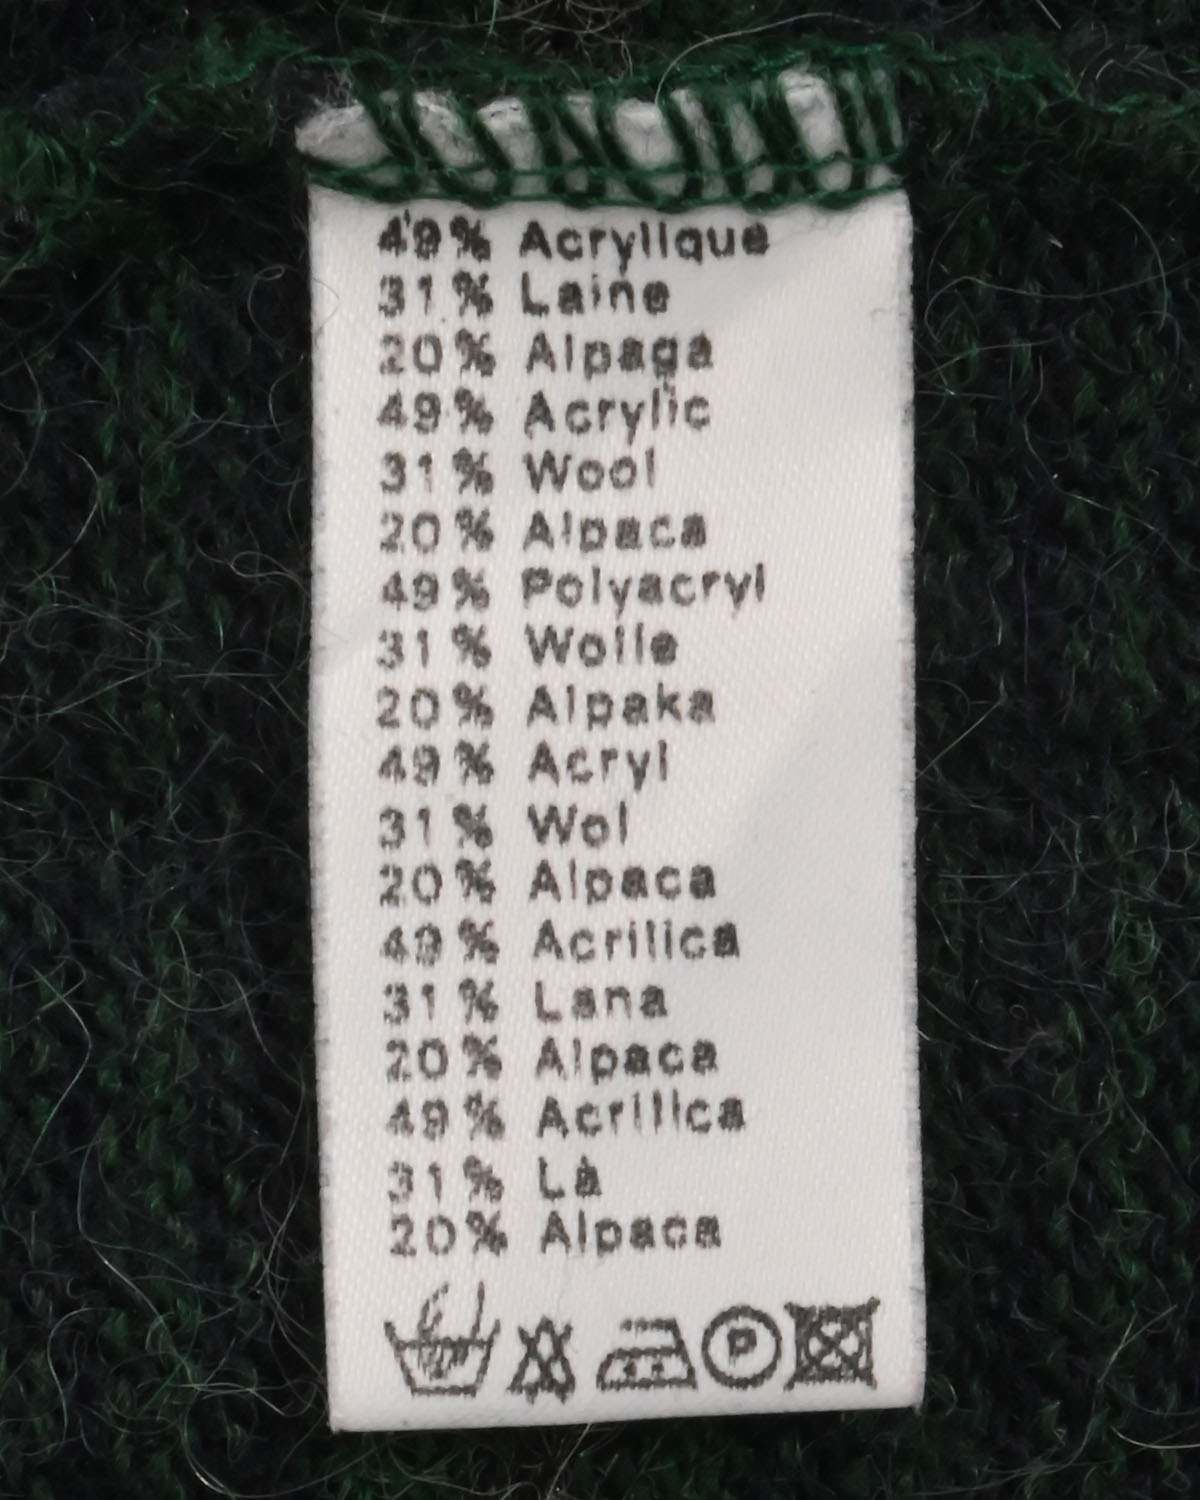 49% Acrylique
31% Laine
20% Alpaga
49% Acrylic
31% Wool
20% Alpaca
49% Polyacryl
31% Wolle
20% Alpaka
49% Acryl
31% Wol
20% Alpaca
49% Acrilica
31% Lana
20% Alpaca
49% Acrilica
31% Là
20% Alpaca
P